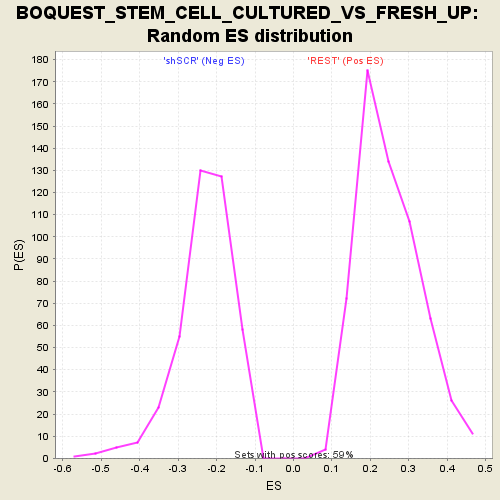 BOQUEST_STEM_CELL_CULTURED_VS_FRESH_UP:
Random ES distribution
'shSCR' (Neg ES) 'REST' (Pos ES)
180
170
160
150
140
130
120
110
100
90
80
70
60
50
40
30
20
10
0
P(ES)
Sets with pos scores: 59%
-0.6 -0.5 -0.4 -0.3 -0.2 -0.1 0.0 0.1 0.2 0.3 0.4 0.5
ES